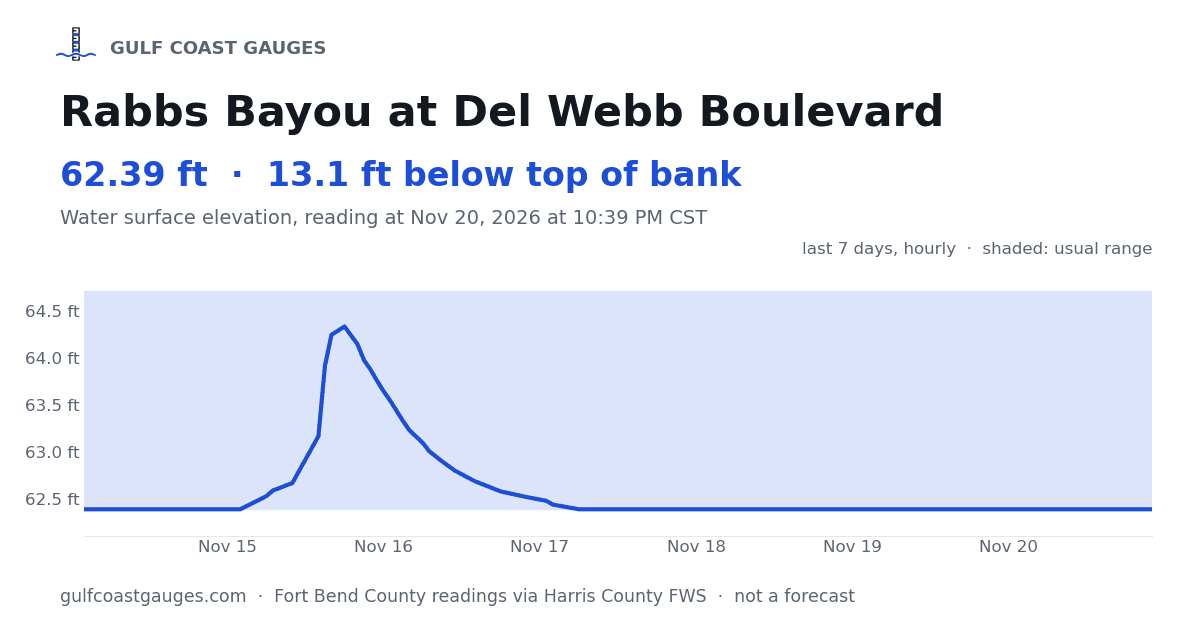 GULF COAST GAUGES
Rabbs Bayou at Del Webb Boulevard
62.39 ft · 13.1 ft below top of bank
Water surface elevation, reading at Nov 20, 2026 at 10:39 PM CST
last 7 days, hourly · shaded: usual range
64.5 ft
64.0 ft
63.5 ft
63.0 ft
62.5 ft
Nov 15 Nov 16 Nov 17 Nov 18 Nov 19 Nov 20
gulfcoastgauges.com · Fort Bend County readings via Harris County FWS · not a forecast